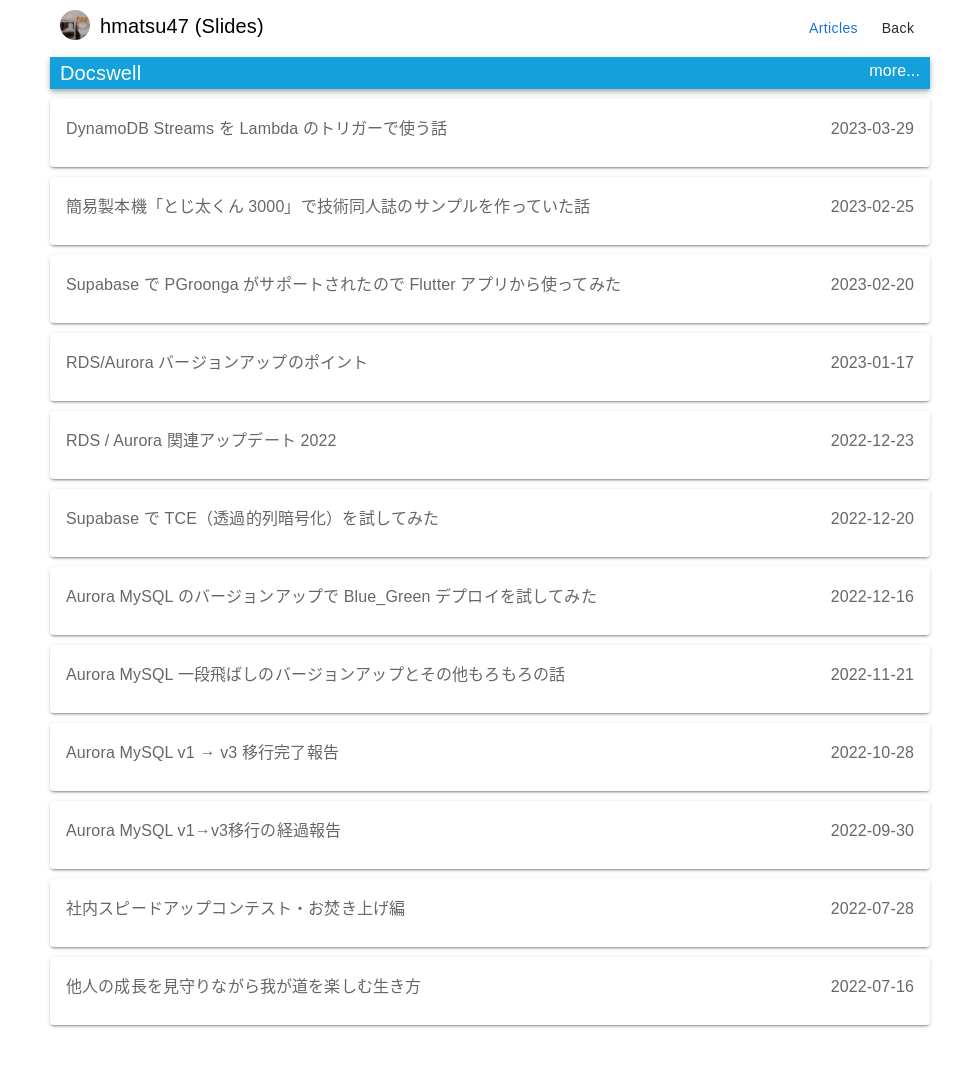 hmatsu47 (Slides)
Articles Back
Docswell more...
DynamoDB Streams を Lambda のトリガーで使う話 2023-03-29
簡易製本機「とじ太くん 3000」で技術同人誌のサンプルを作っていた話 2023-02-25
Supabase で PGroonga がサポートされたので Flutter アプリから使ってみた 2023-02-20
RDS/Aurora バージョンアップのポイント 2023-01-17
RDS / Aurora 関連アップデート 2022 2022-12-23
Supabase で TCE（透過的列暗号化）を試してみた 2022-12-20
Aurora MySQL のバージョンアップで Blue_Green デプロイを試してみた 2022-12-16
Aurora MySQL 一段飛ばしのバージョンアップとその他もろもろの話 2022-11-21
Aurora MySQL v1 → v3 移行完了報告 2022-10-28
Aurora MySQL v1→v3移行の経過報告 2022-09-30
社内スピードアップコンテスト・お焚き上げ編 2022-07-28
他人の成長を見守りながら我が道を楽しむ生き方 2022-07-16